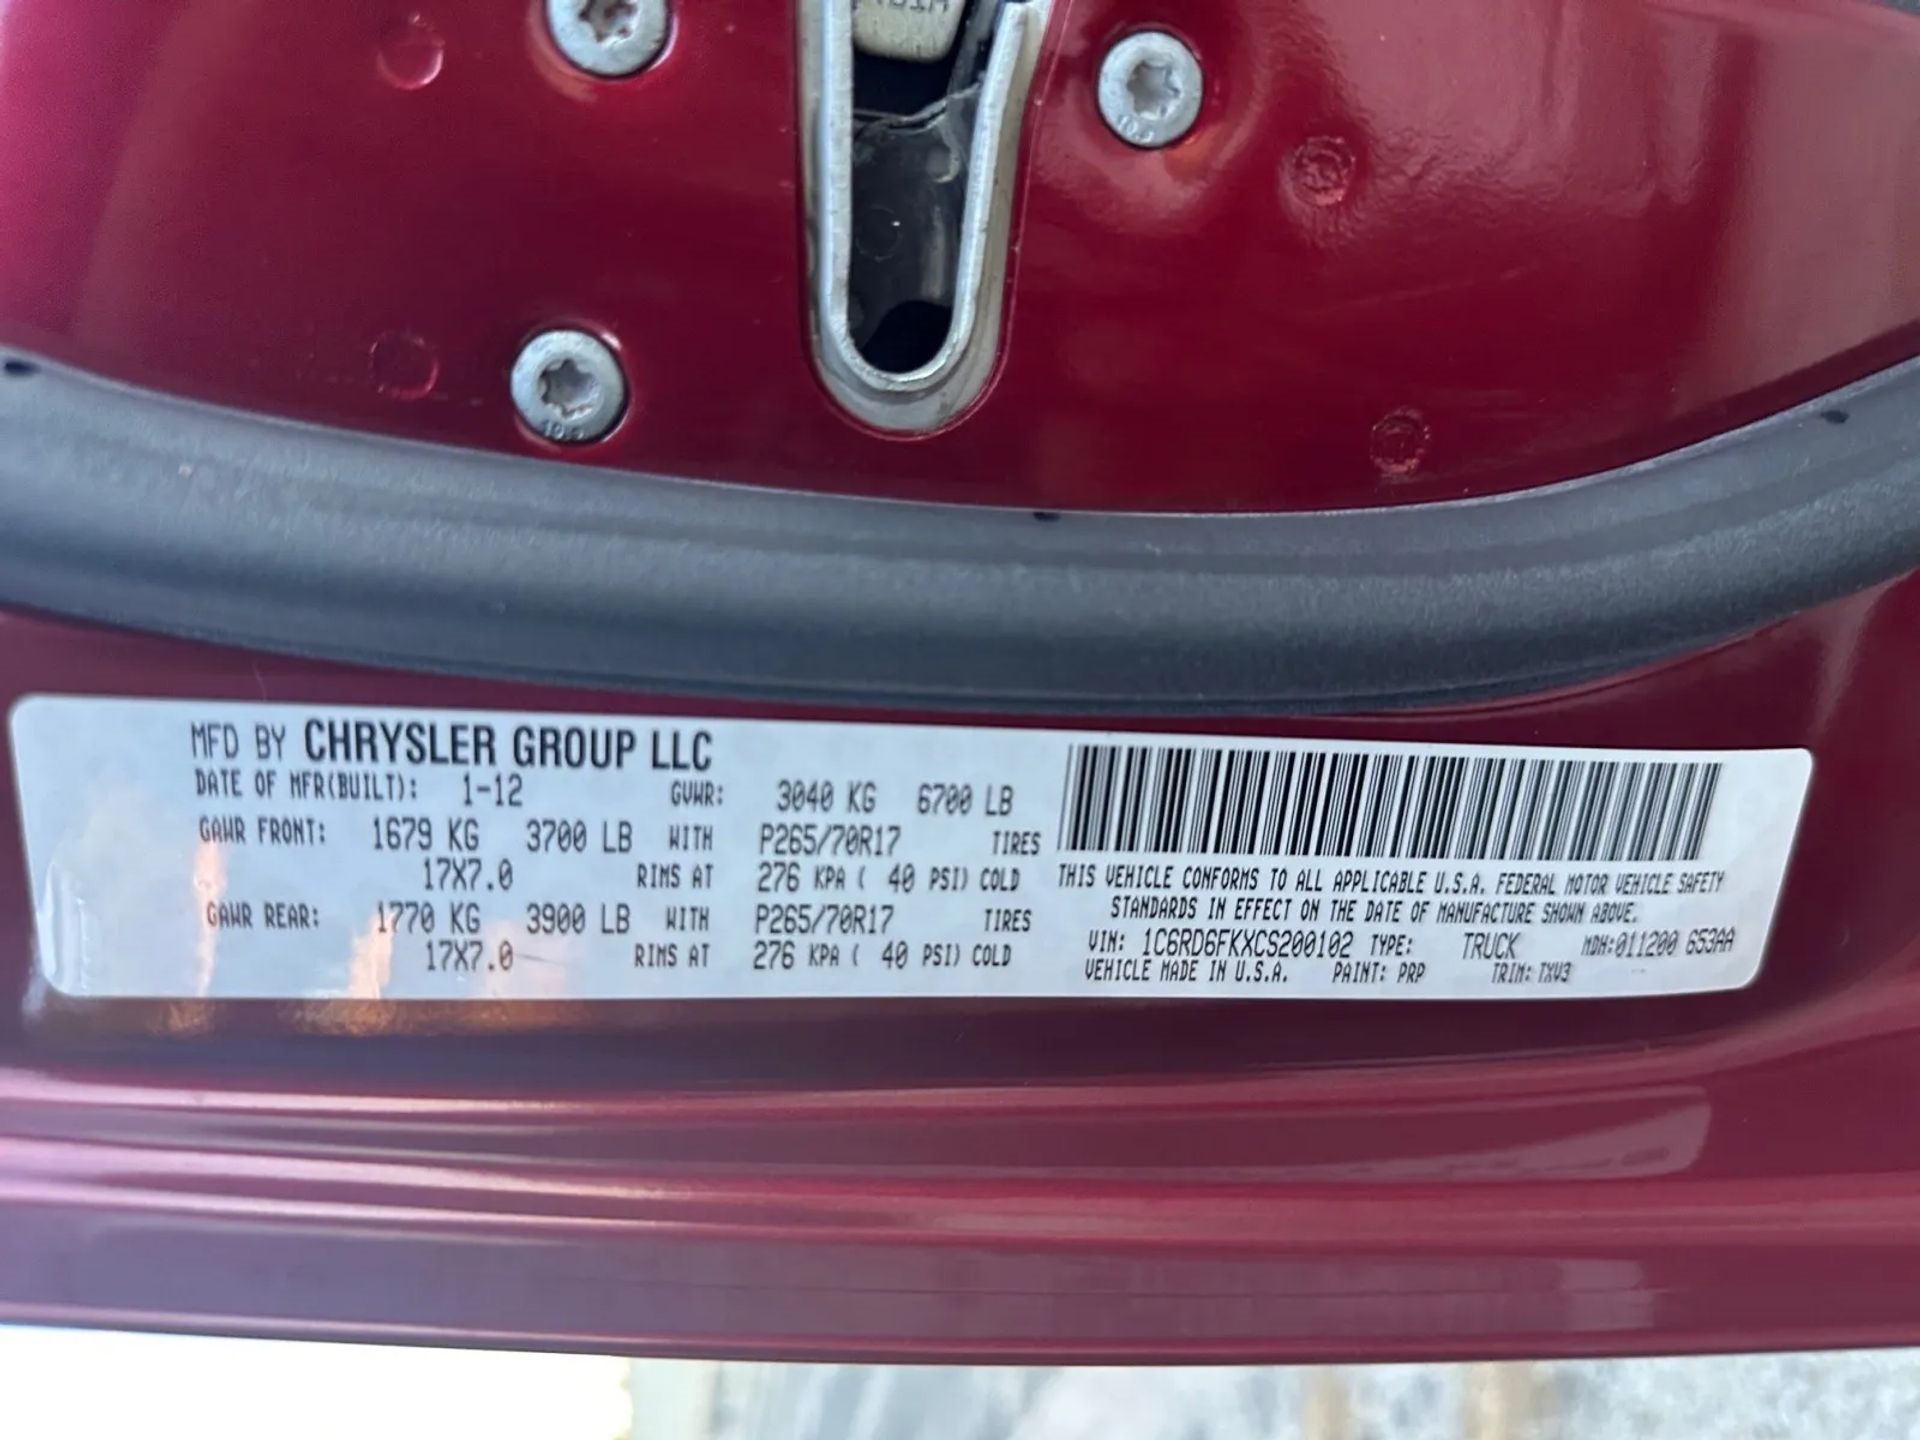 10.9
10.9
MFD BY CHRYSLER GROUP LLC
DATE OF MFR(BUILT): 1-12 GVWR: 3040 KG 6700 LB
GAWR FRONT: 1679 KG 3700 LB WITH P265/70R17 TIRES
17X7.0 RIMS AT 276 KPA ( 40 PSI) COLD
GAWR REAR: 1770 KG 3900 LB WITH P265/70R17 TIRES
17X7.0 RIMS AT 276 KPA ( 40 PSI) COLD
THIS VEHICLE CONFORMS TO ALL APPLICABLE U.S.A. FEDERAL MOTOR VEHICLE SAFETY
STANDARDS IN EFFECT ON THE DATE OF MANUFACTURE SHOWN ABOVE.
VIN: 1C6RD6FKXCS200102 TYPE: TRUCK MDH:011200 653AA
VEHICLE MADE IN U.S.A. PAINT: PRP TRIM: TXV3